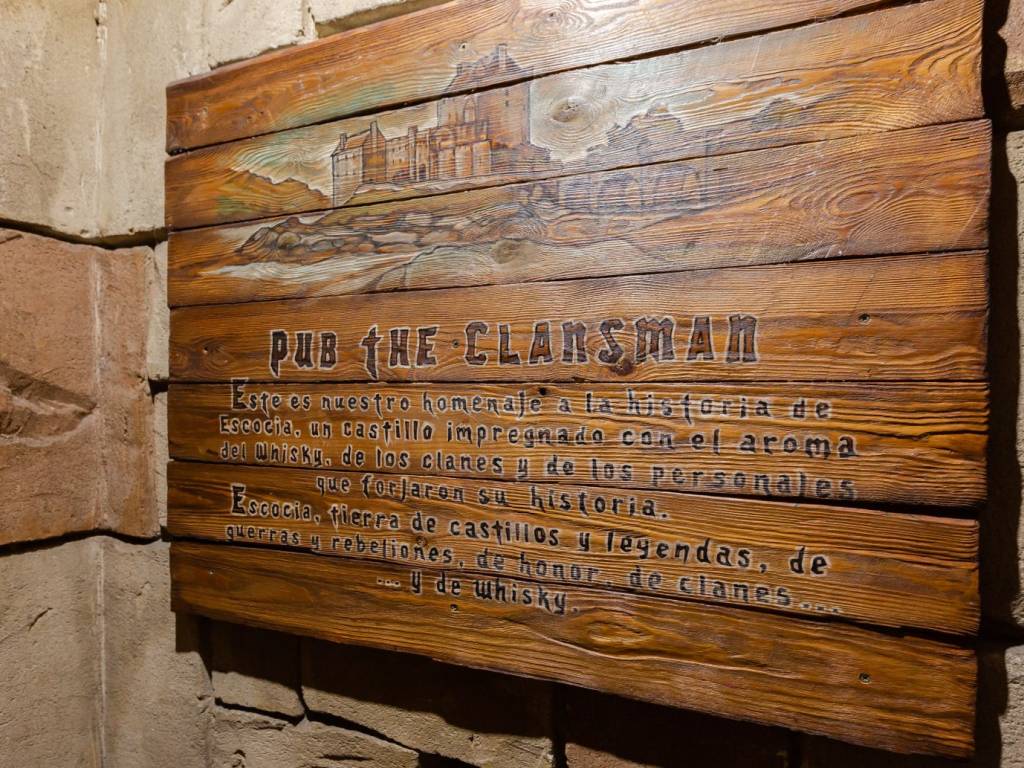 PUB THE CLANSMAN
Este es nuestro homenaje a la historia de
Escocia, un castillo impregnado con el aroma
del Whisky, de los clanes y de los personales
que forjaron su historia.
Escocia, tierra de castillos y leyendas, de
guerras y rebeliones, de honor, de clanes...
... y de Whisky.